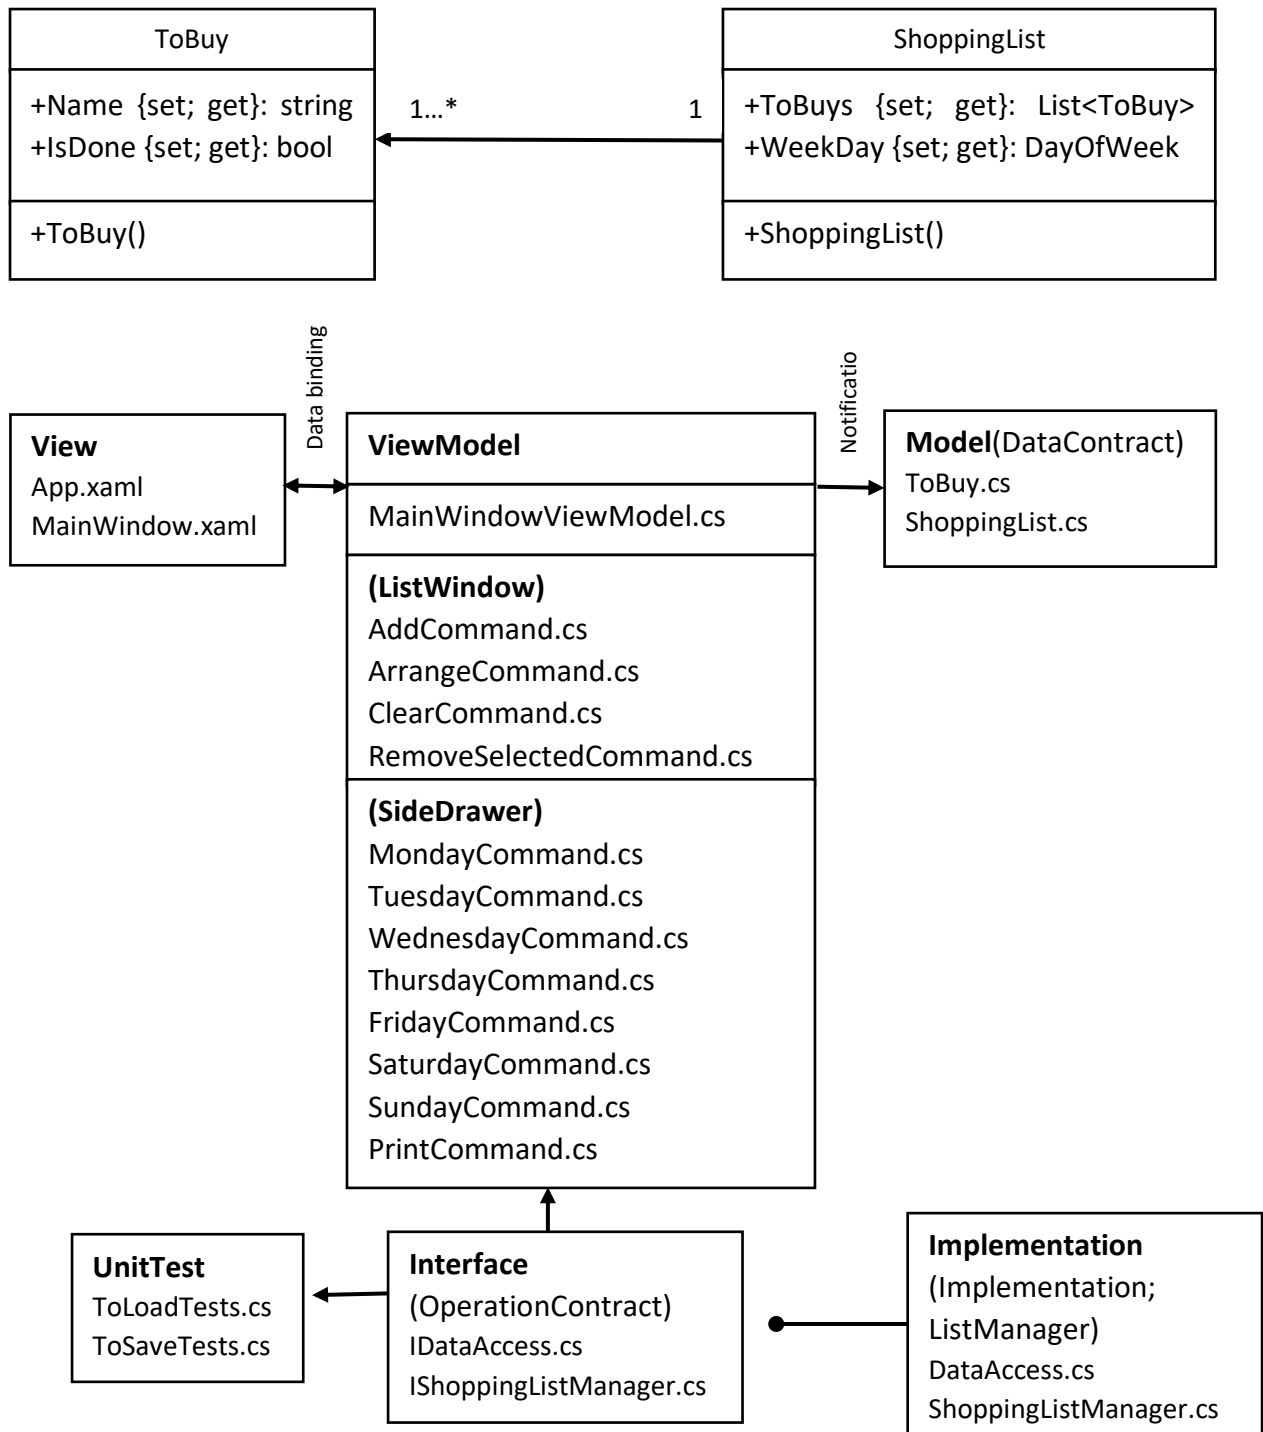 ToBuy
+Name {set; get}: string
+IsDone {set; get}: bool
+ToBuy()
1...*
1
ShoppingList
+ToBuys {set; get}: List<ToBuy>
+WeekDay {set; get}: DayOfWeek
+ShoppingList()
View
App.xaml
MainWindow.xaml
Data binding
ViewModel
MainWindowViewModel.cs
(ListWindow)
AddCommand.cs
ArrangeCommand.cs
ClearCommand.cs
RemoveSelectedCommand.cs
(SideDrawer)
MondayCommand.cs
TuesdayCommand.cs
WednesdayCommand.cs
ThursdayCommand.cs
FridayCommand.cs
SaturdayCommand.cs
SundayCommand.cs
PrintCommand.cs
Notificatio
Model(DataContract)
ToBuy.cs
ShoppingList.cs
UnitTest
ToLoadTests.cs
ToSaveTests.cs
Interface
(OperationContract)
IDataAccess.cs
IShoppingListManager.cs
Implementation
(Implementation;
ListManager)
DataAccess.cs
ShoppingListManager.cs